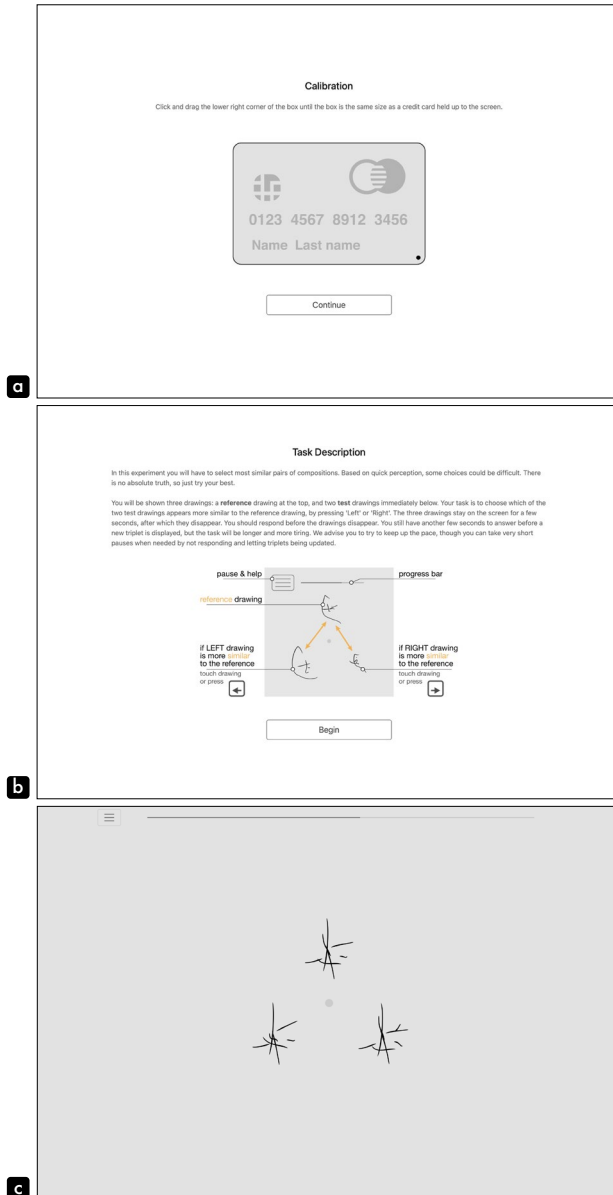 Calibration
Click and drag the lower right corner of the box until the box is the same size as a credit card held up to the screen.
0123 4567 8912 3456
Name Last name
Continue
a
Task Description
In this experiment you will have to select most similar pairs of compositions. Based on quick perception, some choices could be difficult. There
is no absolute truth, so just try your best.
You will be shown three drawings: a reference drawing at the top, and two test drawings immediately below. Your task is to choose which of the
two test drawings appears more similar to the reference drawing, by pressing 'Left' or 'Right'. The three drawings stay on the screen for a few
seconds, after which they disappear. You should respond before the drawings disappear. You still have another few seconds to answer before a
new triplet is displayed, but the task will be longer and more tiring. We advise you to try to keep up the pace, though you can take very short
pauses when needed by not responding and letting triplets being updated.
pause & help
progress bar
reference drawing
if LEFT drawing
is more similar
to the reference
touch drawing
or press
if RIGHT drawing
is more similar
to the reference
touch drawing
or press
Begin
b
c